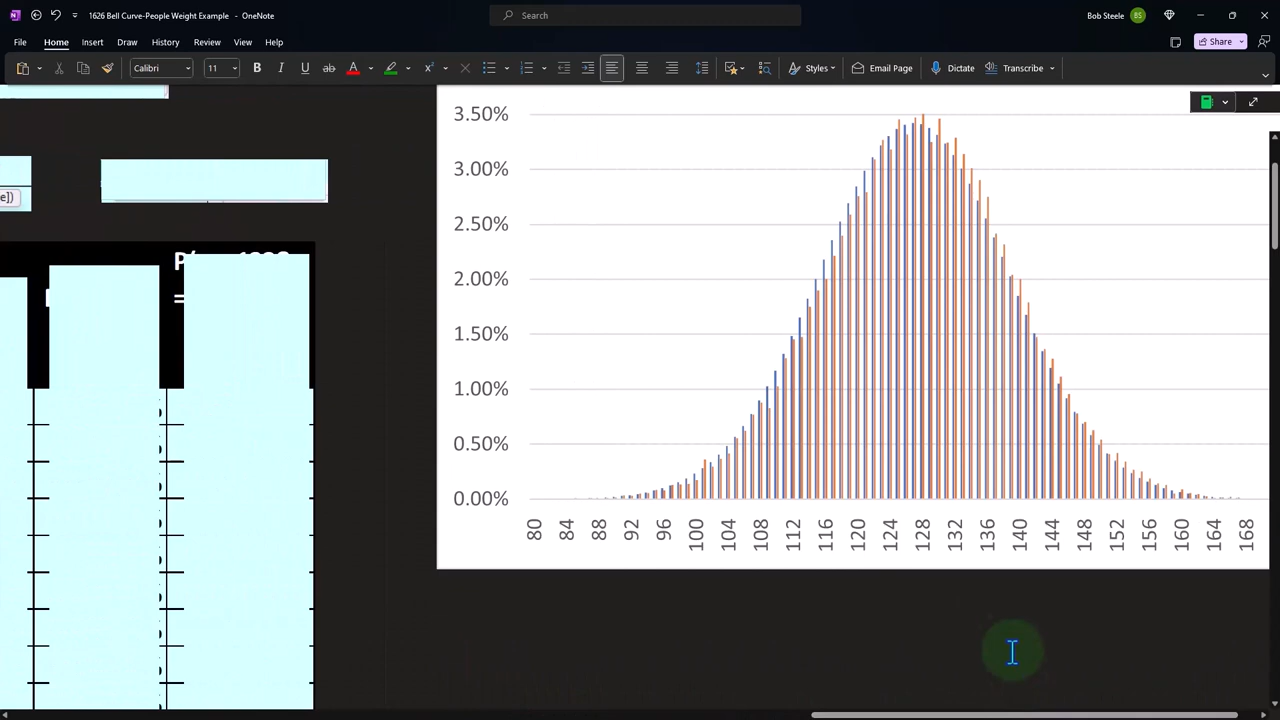 1626 Bell Curve-People Weight Example - OneNote
Search
Bob Steele
BS
File Home Insert Draw History Review View Help
Share
Calibri 11 B I U ab A x Styles Email Page Dictate Transcribe
3.50%
3.00%
2.50%
2.00%
1.50%
1.00%
0.50%
0.00%
80 84 88 92 96 100 104 108 112 116 120 124 128 132 136 140 144 148 152 156 160 164 168
e])
=